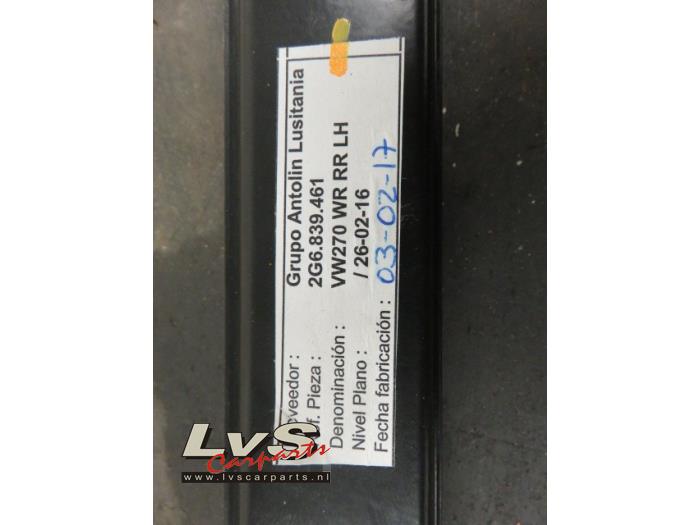 eveedor : Grupo Antolin Lusitania
f. Pieza : 2G6.839.461
Denominación : VW270 WR RR LH
Nivel Plano : / 26-02-16
Fecha fabricación : 03-02-17
LvS
Carparts
www.lvscarparts.nl